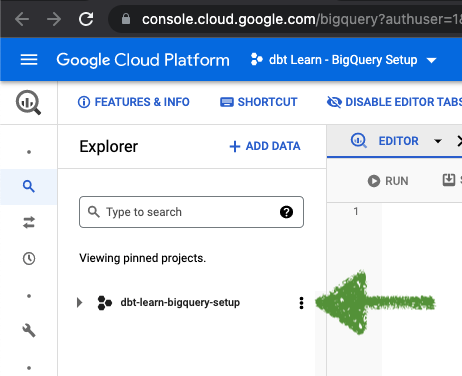 console.cloud.google.com/bigquery?authuser=1
Google Cloud Platform
dbt Learn - BigQuery Setup
FEATURES & INFO
SHORTCUT
DISABLE EDITOR TABS
Explorer
+ ADD DATA
EDITOR
RUN
Type to search
1
Viewing pinned projects.
dbt-learn-bigquery-setup